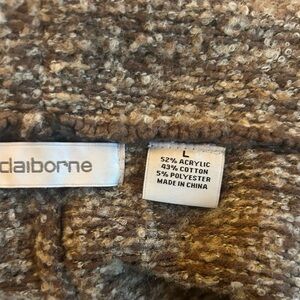 claiborne
L
52% ACRYLIC
43% COTTON
5% POLYESTER
MADE IN CHINA